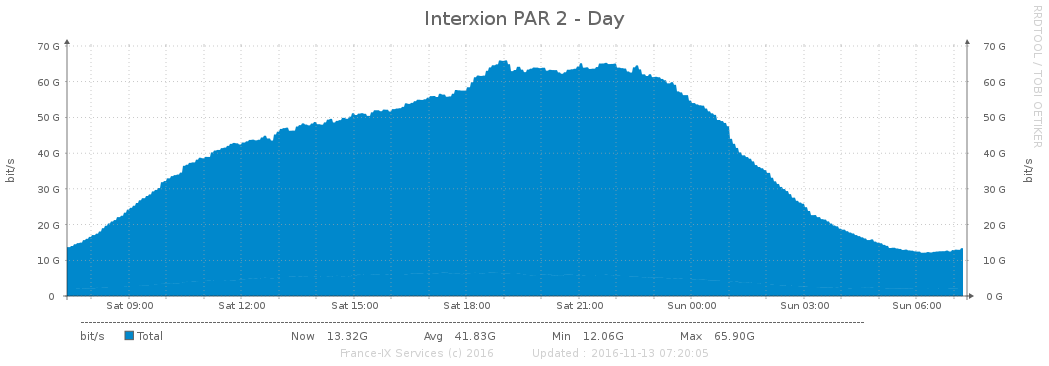 Interxion PAR 2 - Day
RRDTOOL / TOBI OETIKER
bit/s
70 G 70 G
60 G 60 G
50 G 50 G
40 G 40 G
30 G 30 G
20 G 20 G
10 G 10 G
0 0 G
bit/s
Sat 09:00 Sat 12:00 Sat 15:00 Sat 18:00 Sat 21:00 Sun 00:00 Sun 03:00 Sun 06:00
bit/s Total Now 13.32G Avg 41.83G Min 12.06G Max 65.90G
France-IX Services (c) 2016 Updated : 2016-11-13 07:20:05